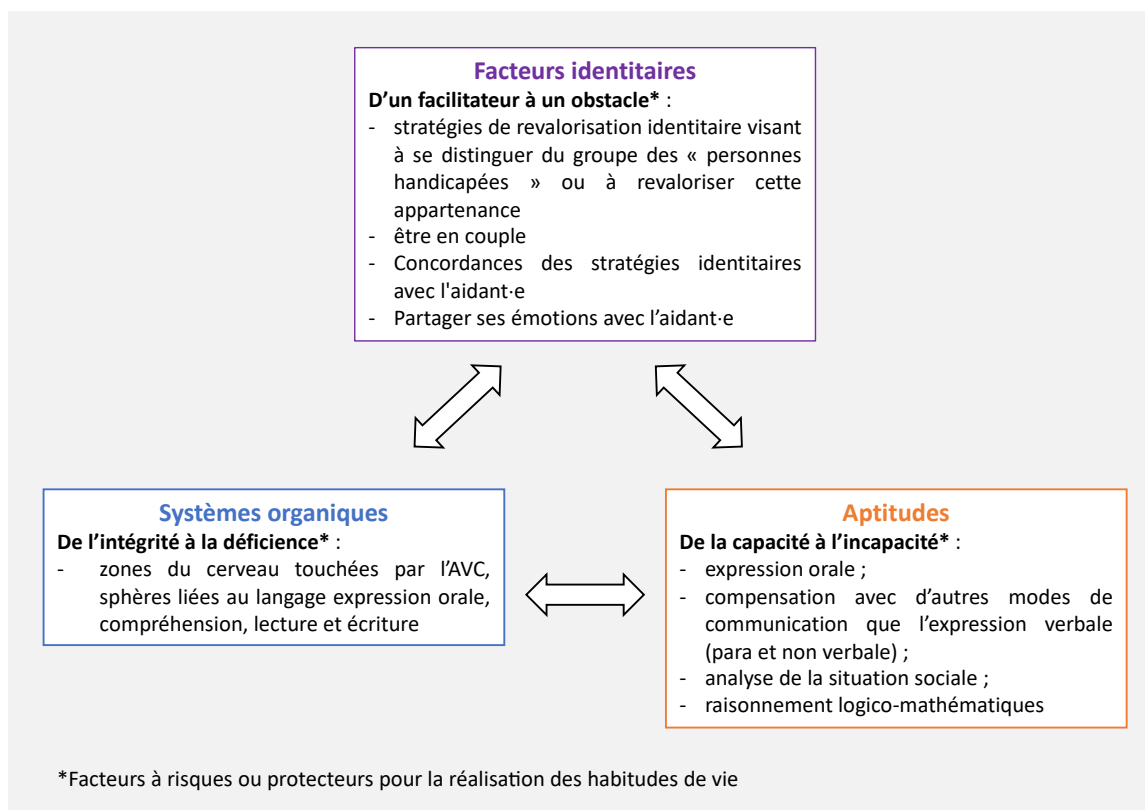 Facteurs identitaires
D’un facilitateur à un obstacle* :
- stratégies de revalorisation identitaire visant
à se distinguer du groupe des « personnes
handicapées » ou à revaloriser cette
appartenance
- être en couple
- Concordances des stratégies identitaires
avec l'aidant·e
- Partager ses émotions avec l’aidant·e
Systèmes organiques
De l’intégrité à la déficience* :
- zones du cerveau touchées par l’AVC,
sphères liées au langage expression orale,
compréhension, lecture et écriture
Aptitudes
De la capacité à l’incapacité* :
- expression orale ;
- compensation avec d’autres modes de
communication que l’expression verbale
(para et non verbale) ;
- analyse de la situation sociale ;
- raisonnement logico-mathématiques
*Facteurs à risques ou protecteurs pour la réalisation des habitudes de vie